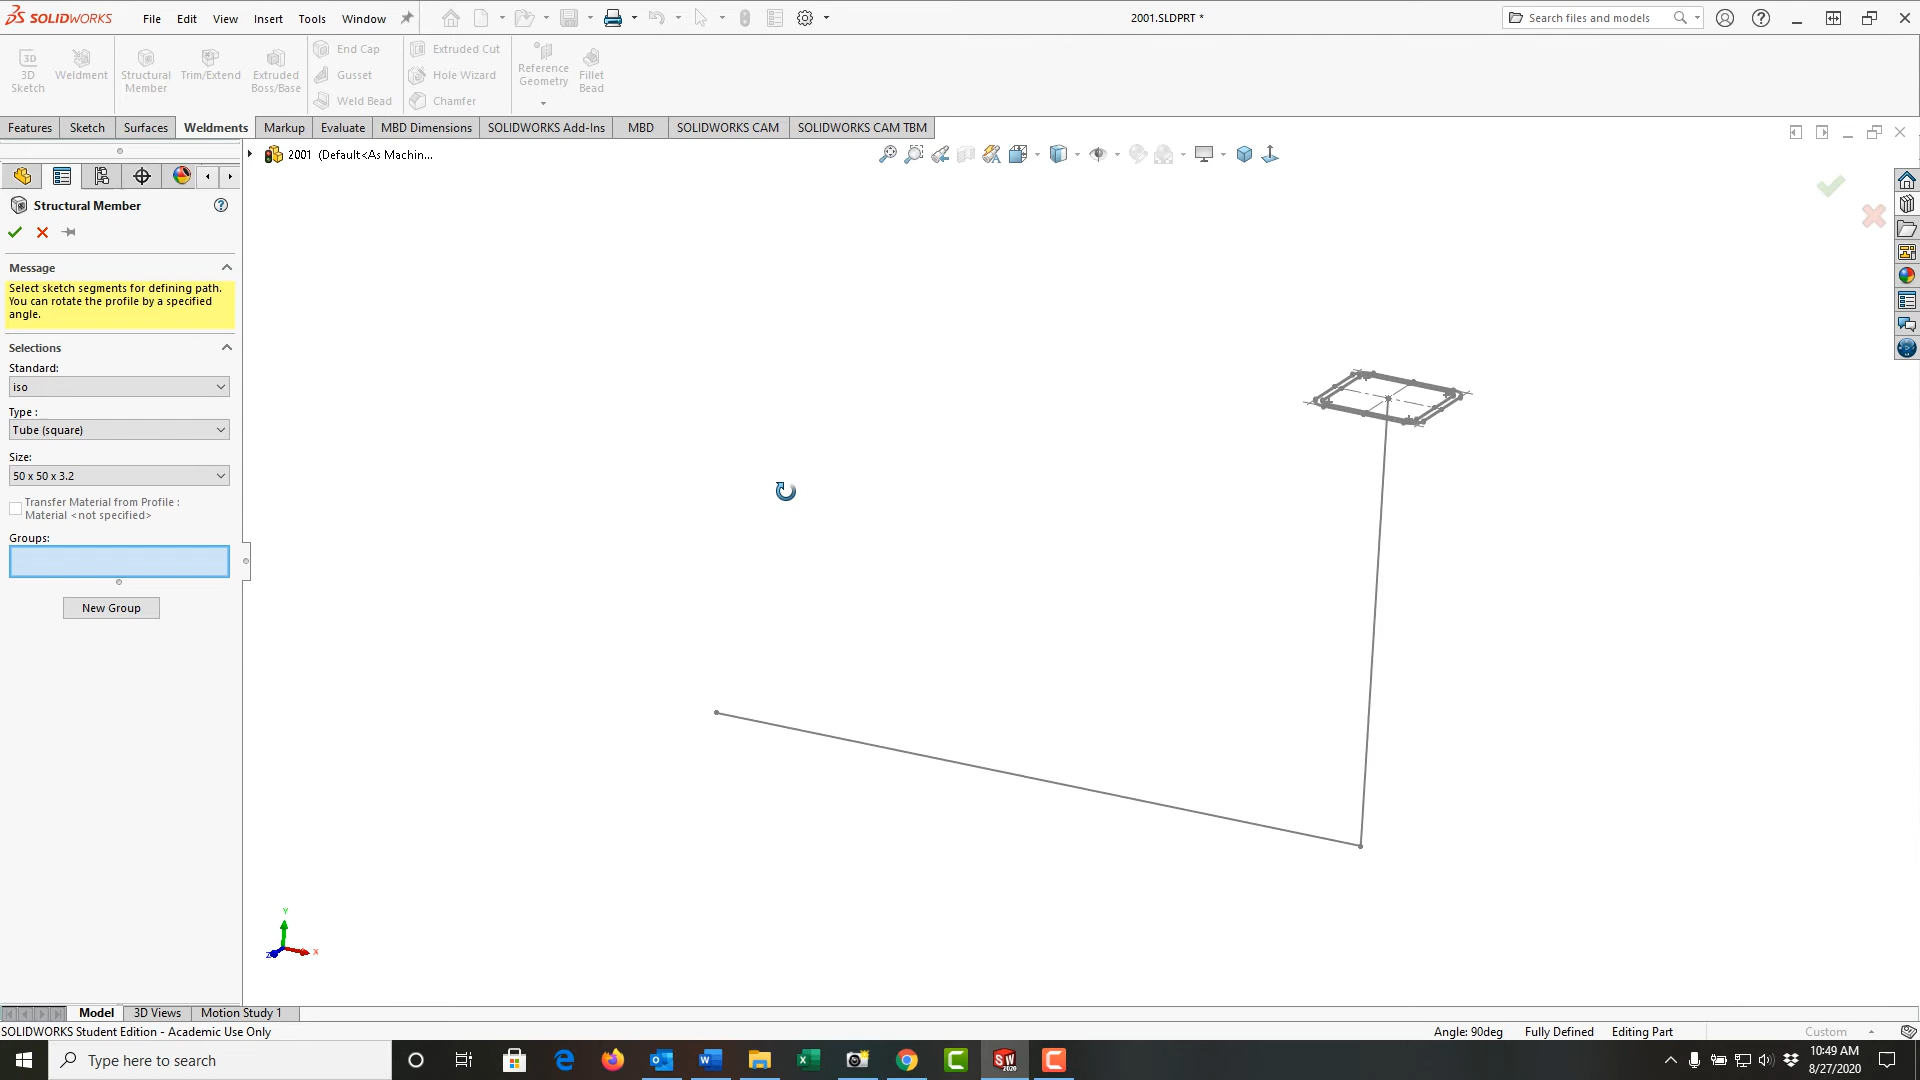 SOLIDWORKS File Edit View Insert Tools Window 2001.SLDPRT * Search files and models
3D Sketch
Weldment
Structural Member
Trim/Extend
Extruded Boss/Base
End Cap
Gusset
Weld Bead
Extruded Cut
Hole Wizard
Chamfer
Reference Geometry
Fillet Bead
Features Sketch Surfaces Weldments Markup Evaluate MBD Dimensions SOLIDWORKS Add-Ins MBD SOLIDWORKS CAM SOLIDWORKS CAM TBM
2001 (Default<As Machin...
Structural Member
Message
Select sketch segments for defining path.
You can rotate the profile by a specified
angle.
Selections
Standard:
iso
Type :
Tube (square)
Size:
50 x 50 x 3.2
Transfer Material from Profile :
Material <not specified>
Groups:
New Group
Y
X
Z
Model 3D Views Motion Study 1
SOLIDWORKS Student Edition - Academic Use Only Angle: 90deg Fully Defined Editing Part Custom
Type here to search
SW 2020
10:49 AM
8/27/2020